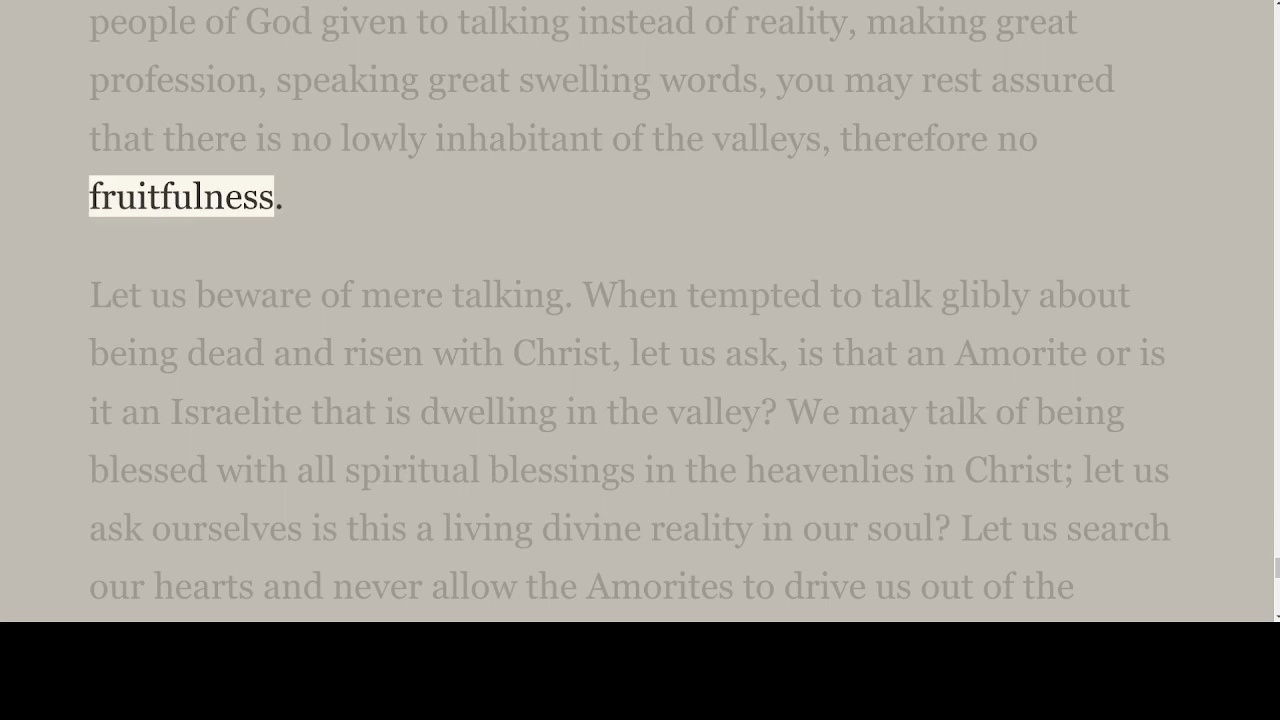 people of God given to talking instead of reality, making great
profession, speaking great swelling words, you may rest assured
that there is no lowly inhabitant of the valleys, therefore no
fruitfulness.
Let us beware of mere talking. When tempted to talk glibly about
being dead and risen with Christ, let us ask, is that an Amorite or is
it an Israelite that is dwelling in the valley? We may talk of being
blessed with all spiritual blessings in the heavenlies in Christ; let us
ask ourselves is this a living divine reality in our soul? Let us search
our hearts and never allow the Amorites to drive us out of the